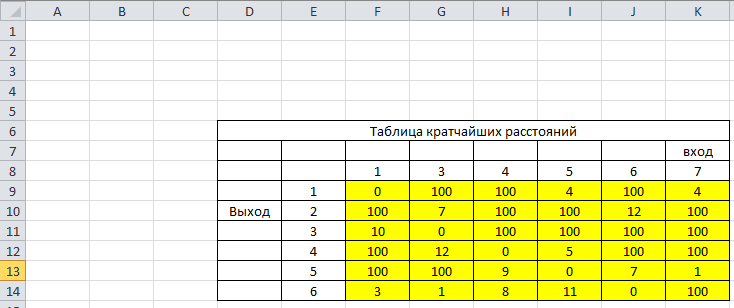 A B C D E F G H I J K
1
2
3
4
5
6 Таблица кратчайших расстояний
7 вход
8 1 3 4 5 6 7
9 1 0 100 100 4 100 4
10 Выход 2 100 7 100 100 12 100
11 3 10 0 100 100 100 100
12 4 100 12 0 5 100 100
13 5 100 100 9 0 7 1
14 6 3 1 8 11 0 100